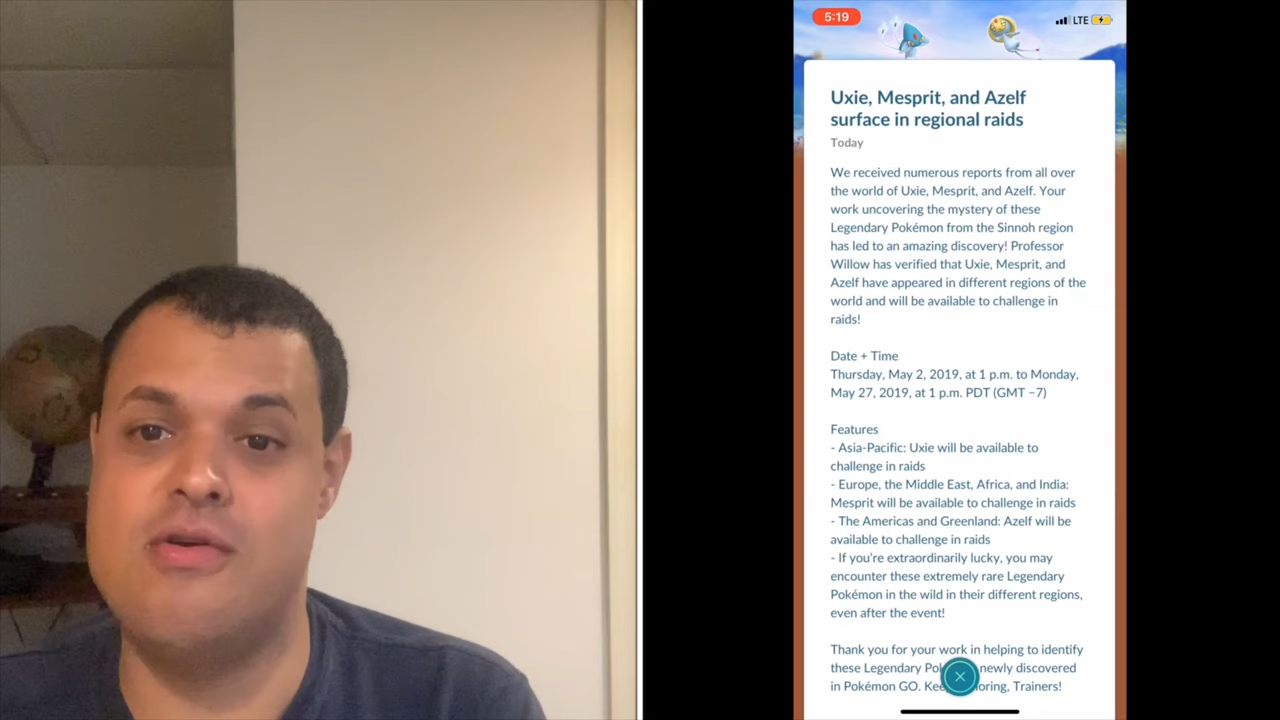 5:19
LTE
Uxie, Mesprit, and Azelf
surface in regional raids
Today
We received numerous reports from all over
the world of Uxie, Mesprit, and Azelf. Your
work uncovering the mystery of these
Legendary Pokémon from the Sinnoh region
has led to an amazing discovery! Professor
Willow has verified that Uxie, Mesprit, and
Azelf have appeared in different regions of the
world and will be available to challenge in
raids!
Date + Time
Thursday, May 2, 2019, at 1 p.m. to Monday,
May 27, 2019, at 1 p.m. PDT (GMT −7)
Features
- Asia-Pacific: Uxie will be available to
challenge in raids
- Europe, the Middle East, Africa, and India:
Mesprit will be available to challenge in raids
- The Americas and Greenland: Azelf will be
available to challenge in raids
- If you're extraordinarily lucky, you may
encounter these extremely rare Legendary
Pokémon in the wild in their different regions,
even after the event!
Thank you for your work in helping to identify
these Legendary newly discovered
in Pokémon GO. Trainers!